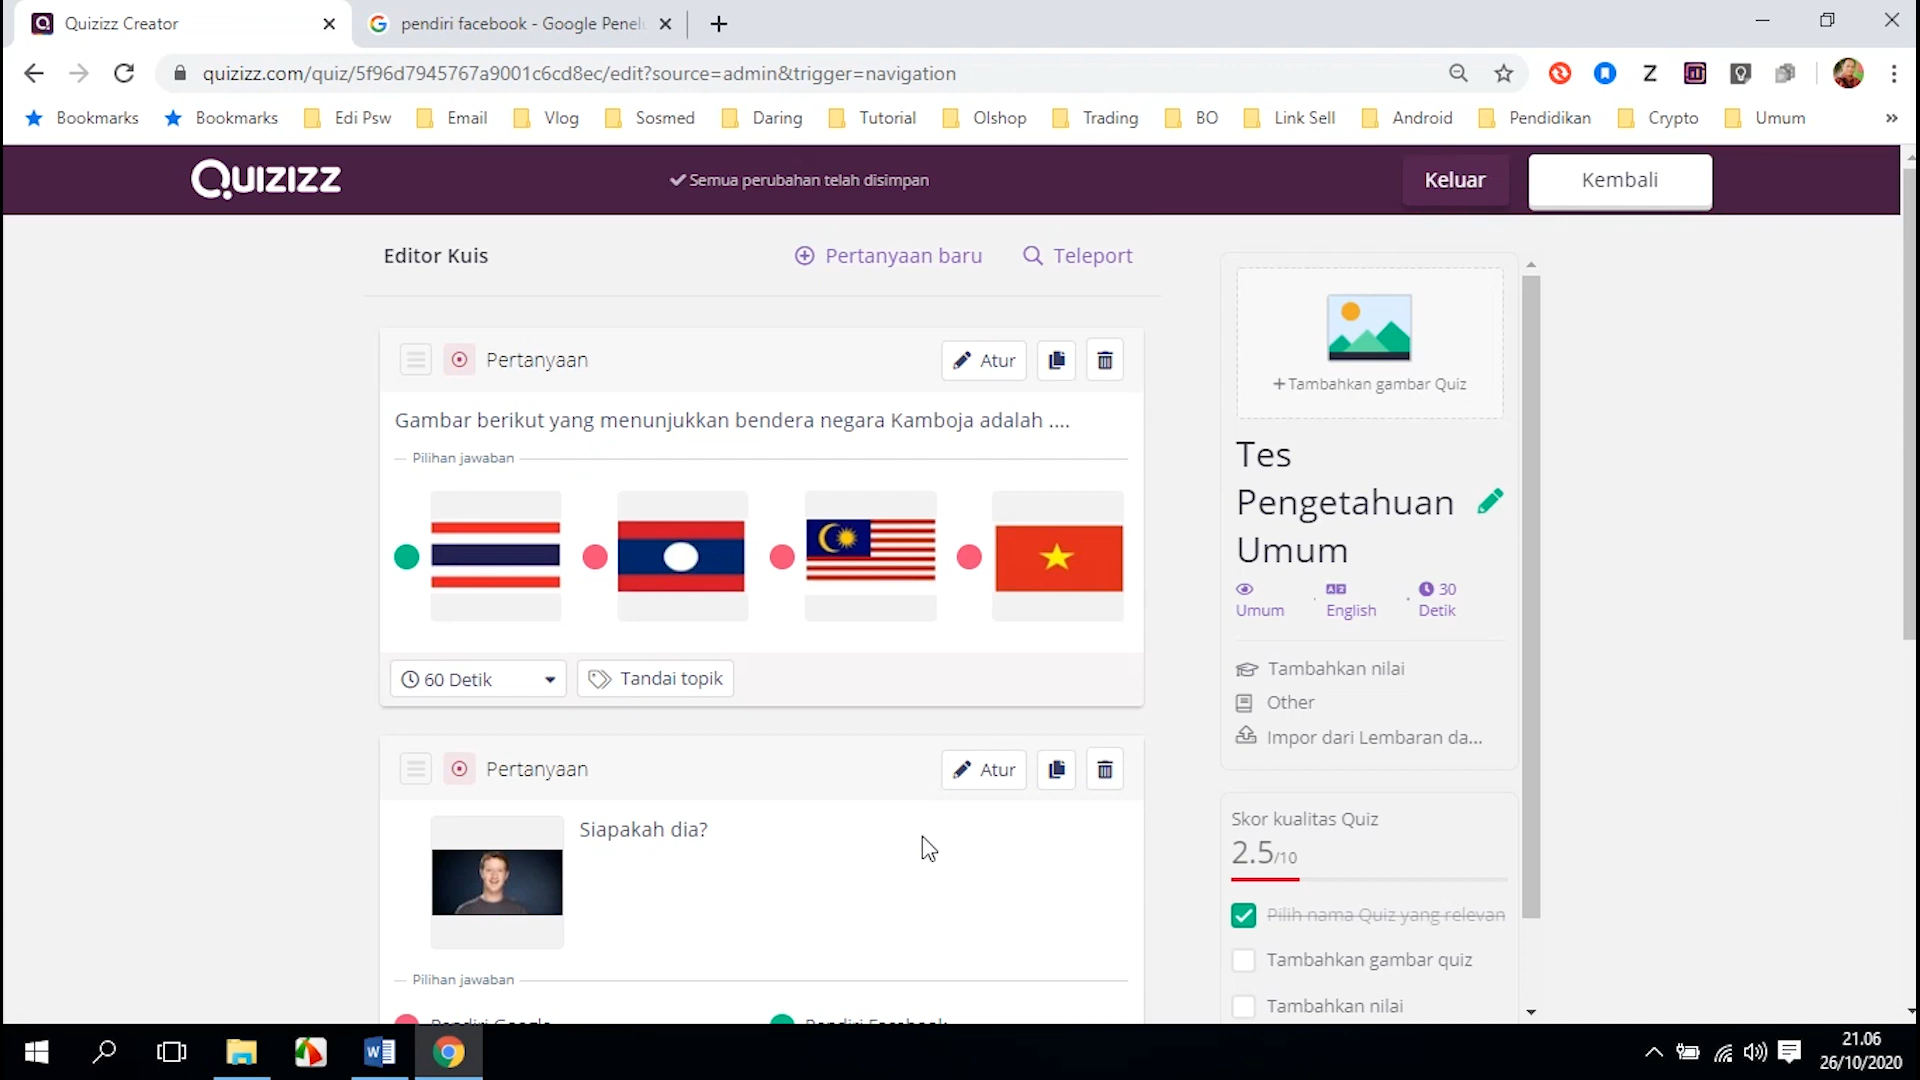 Quizizz Creator
pendiri facebook - Google Penel
quizizz.com/quiz/5f96d7945767a9001c6cd8ec/edit?source=admin&trigger=navigation
Bookmarks
Bookmarks
Edi Psw
Email
Vlog
Sosmed
Daring
Tutorial
Olshop
Trading
BO
Link Sell
Android
Pendidikan
Crypto
Umum
»
Quizizz
Semua perubahan telah disimpan
Keluar
Kembali
Editor Kuis
Pertanyaan baru
Teleport
Pertanyaan
Atur
Gambar berikut yang menunjukkan bendera negara Kamboja adalah ....
Pilihan jawaban
60 Detik
Tandai topik
Pertanyaan
Atur
Siapakah dia?
Pilihan jawaban
Pendiri Google
Pendiri Facebook
+Tambahkan gambar Quiz
Tes
Pengetahuan
Umum
Umum
English
30
Detik
Tambahkan nilai
Other
Impor dari Lembaran da...
Skor kualitas Quiz
2.5/10
Pilih nama Quiz yang relevan
Tambahkan gambar quiz
Tambahkan nilai
21.06
26/10/2020